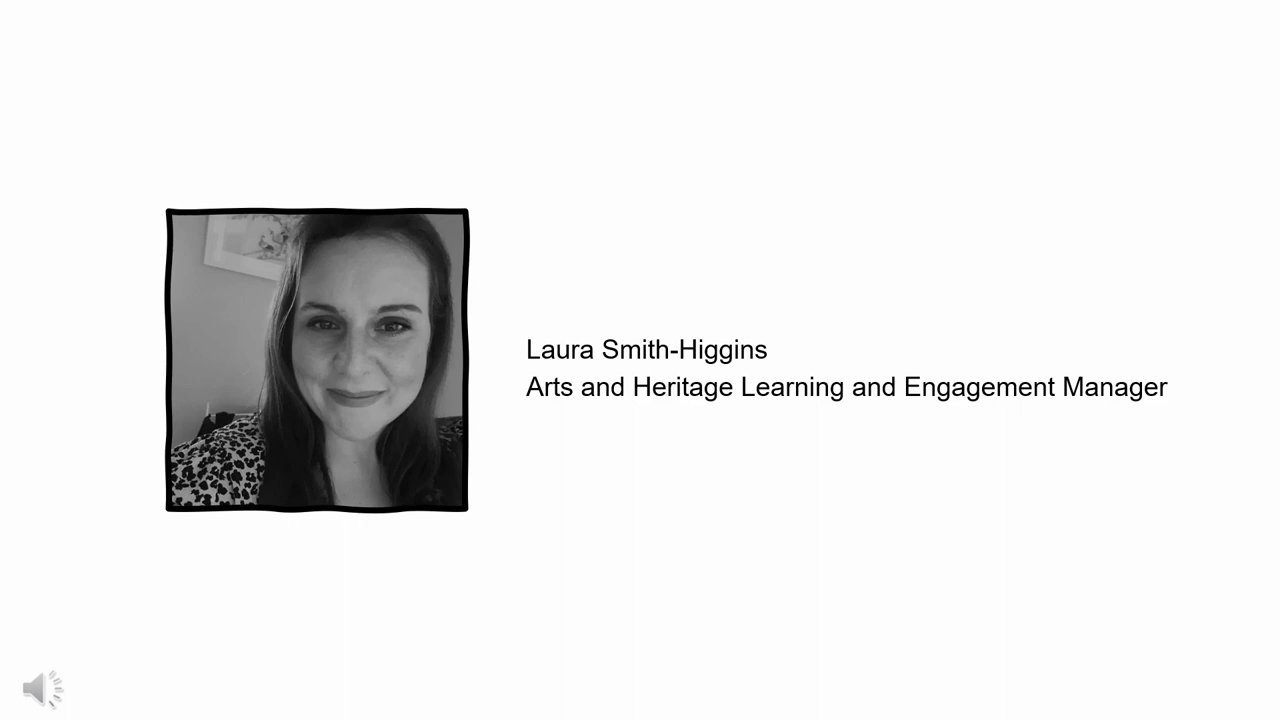 Laura Smith-Higgins
Arts and Heritage Learning and Engagement Manager